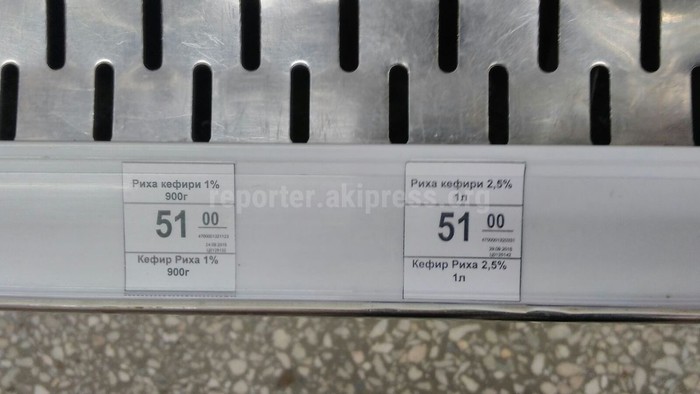 Риха кефири 1%
900г
51 00
Кефир Риха 1%
900г
Риха кефири 2,5%
1л
51 00
Кефир Риха 2,5%
1л
reporter.akipress.org